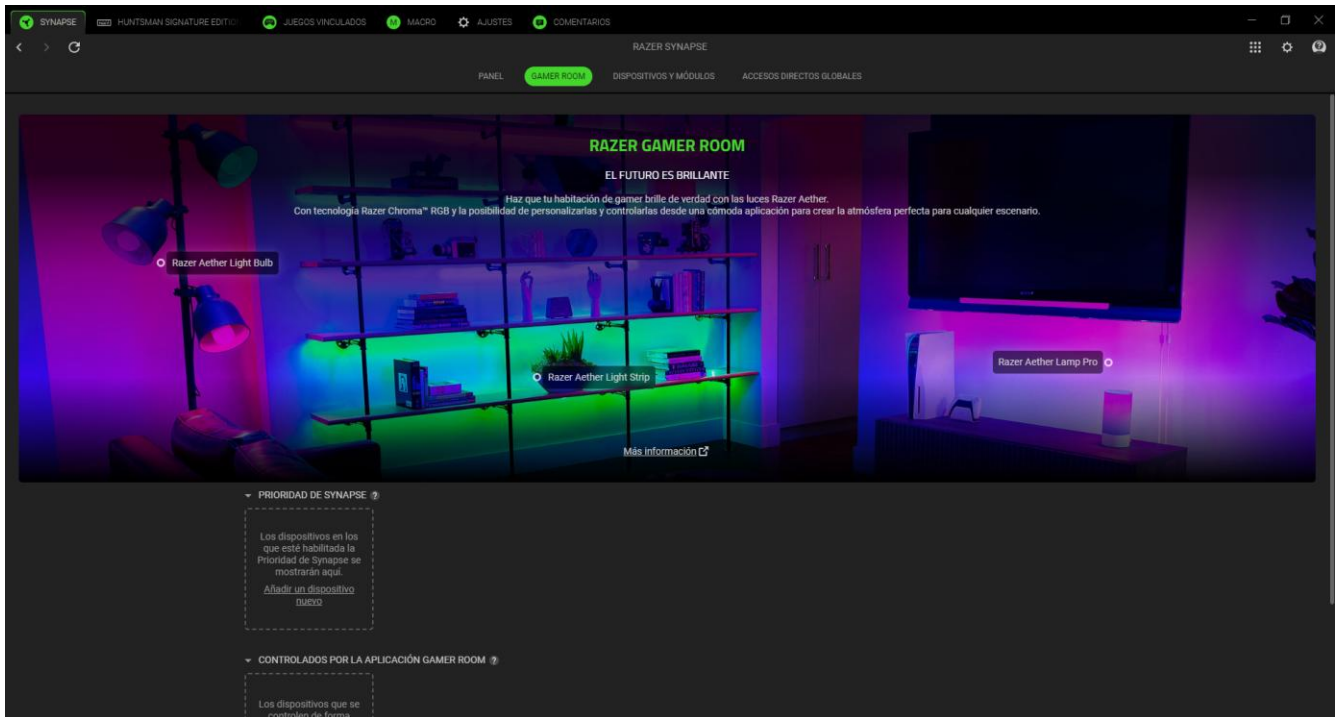 SYNAPSE
HUNTSMAN SIGNATURE EDITIO
JUEGOS VINCULADOS
M
MACRO
AJUSTES
COMENTARIOS
RAZER SYNAPSE
PANEL
GAMER ROOM
DISPOSITIVOS Y MÓDULOS
ACCESOS DIRECTOS GLOBALES
RAZER GAMER ROOM
EL FUTURO ES BRILLANTE
Haz que tu habitación de gamer brille de verdad con las luces Razer Aether.
Con tecnología Razer Chroma™ RGB y la posibilidad de personalizarlas y controlarlas desde una cómoda aplicación para crear la atmósfera perfecta para cualquier escenario.
Razer Aether Light Bulb
Razer Aether Lamp Pro
Razer Aether Light Strip
Más información
PRIORIDAD DE SYNAPSE ?
Los dispositivos en los
que esté habilitada la
Prioridad de Synapse se
mostrarán aquí.
Añadir un dispositivo
nuevo
CONTROLADOS POR LA APLICACIÓN GAMER ROOM ?
Los dispositivos que se
controlen de forma